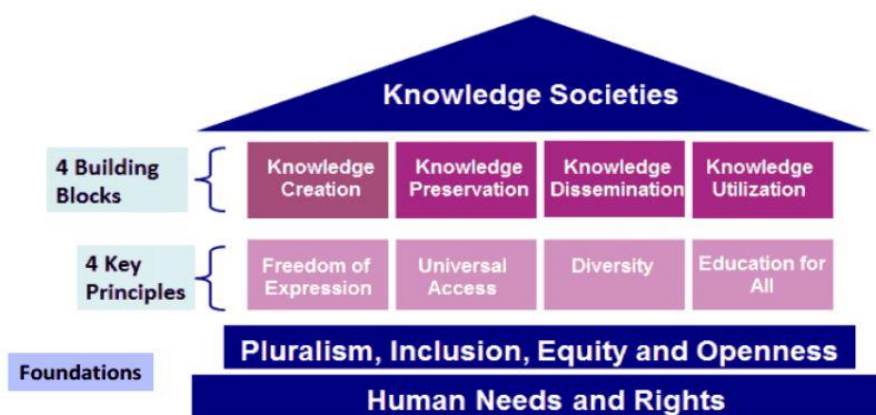 Knowledge Societies
4 Building
Blocks
Knowledge
Creation
Knowledge
Preservation
Knowledge
Dissemination
Knowledge
Utilization
4 Key
Principles
Freedom of
Expression
Universal
Access
Diversity
Education for
All
Pluralism, Inclusion, Equity and Openness
Foundations
Human Needs and Rights